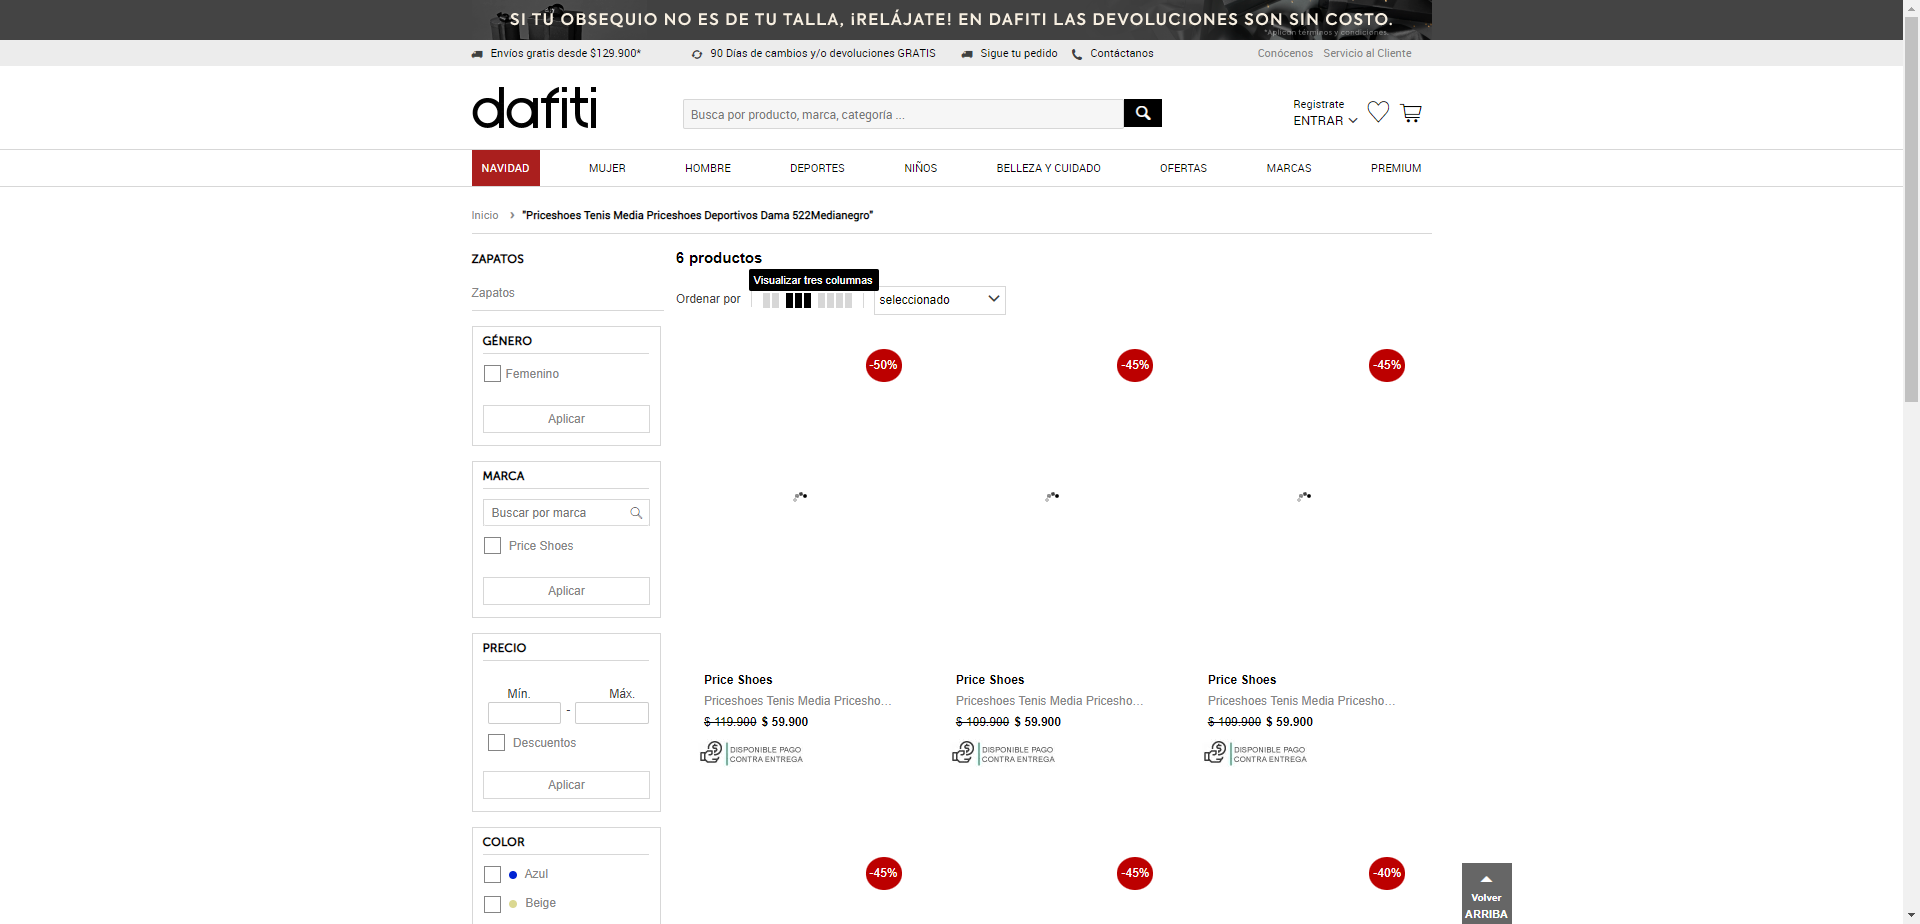 SI TU OBSEQUIO NO ES DE TU TALLA, ¡RELÁJATE! EN DAFITI LAS DEVOLUCIONES SON SIN COSTO.
*Aplican términos y condiciones.
Envíos gratis desde $129.900*
90 Días de cambios y/o devoluciones GRATIS
Sigue tu pedido
Contáctanos
Conócenos
Servicio al Cliente
dafiti
Busca por producto, marca, categoría ...
Registrate
ENTRAR
NAVIDAD
MUJER
HOMBRE
DEPORTES
NIÑOS
BELLEZA Y CUIDADO
OFERTAS
MARCAS
PREMIUM
Inicio › "Priceshoes Tenis Media Priceshoes Deportivos Dama 522Medianegro"
ZAPATOS
Zapatos
GÉNERO
Femenino
Aplicar
MARCA
Buscar por marca
Price Shoes
Aplicar
PRECIO
Mín. Máx.
-
Descuentos
Aplicar
COLOR
Azul
Beige
6 productos
Visualizar tres columnas
Ordenar por
seleccionado
-50%
Price Shoes
Priceshoes Tenis Media Pricesho...
$ 119.900 $ 59.900
DISPONIBLE PAGO
CONTRA ENTREGA
-45%
Price Shoes
Priceshoes Tenis Media Pricesho...
$ 109.900 $ 59.900
DISPONIBLE PAGO
CONTRA ENTREGA
-45%
Price Shoes
Priceshoes Tenis Media Pricesho...
$ 109.900 $ 59.900
DISPONIBLE PAGO
CONTRA ENTREGA
-45%
-45%
-40%
Volver
ARRIBA